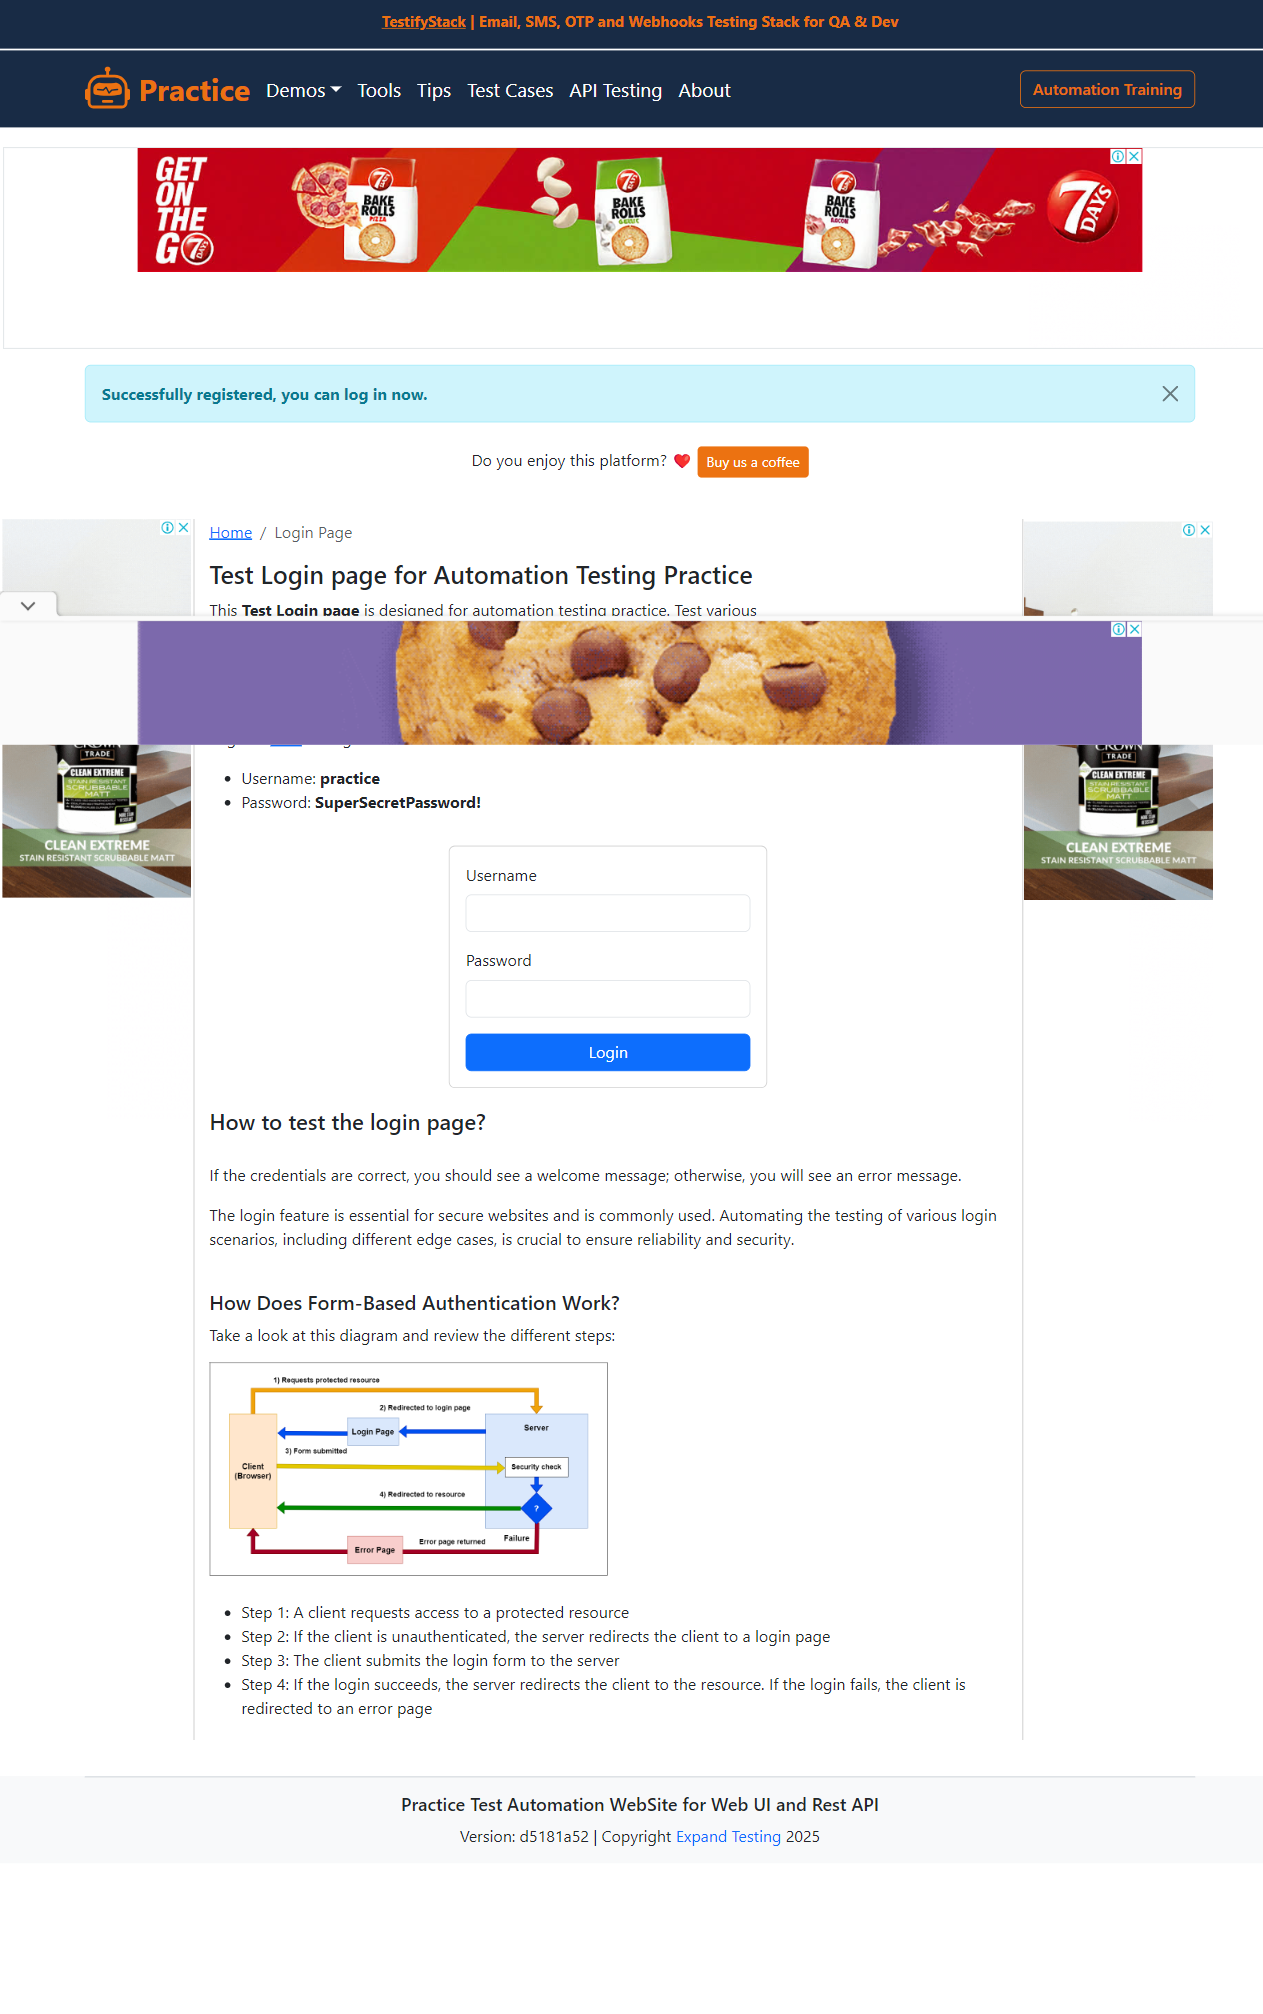 TestifyStack | Email, SMS, OTP and Webhooks Testing Stack for QA & Dev
Practice
Demos
Tools
Tips
Test Cases
API Testing
About
Automation Training
GET
ON
THE
GO
7 DAYS
7
BAKE
ROLLS
PIZZA
7
BAKE
ROLLS
GARLIC
7
BAKE
ROLLS
BACON
7
DAYS
Successfully registered, you can log in now.
Do you enjoy this platform? ❤️ Buy us a coffee
Home / Login Page
Test Login page for Automation Testing Practice
This Test Login page is designed for automation testing practice. Test various
CROWN
TRADE
CLEAN EXTREME
STAIN RESISTANT
SCRUBBABLE
MATT
CLEAN EXTREME
STAIN RESISTANT SCRUBBABLE MATT
CROWN
TRADE
CLEAN EXTREME
STAIN RESISTANT
SCRUBBABLE
MATT
CLEAN EXTREME
STAIN RESISTANT SCRUBBABLE MATT
Username: practice
Password: SuperSecretPassword!
Username
Password
Login
How to test the login page?
If the credentials are correct, you should see a welcome message; otherwise, you will see an error message.
The login feature is essential for secure websites and is commonly used. Automating the testing of various login
scenarios, including different edge cases, is crucial to ensure reliability and security.
How Does Form-Based Authentication Work?
Take a look at this diagram and review the different steps:
1) Requests protected resource
2) Redirected to login page
Server
Login Page
3) Form submitted
Client
(Browser)
Security check
4) Redirected to resource
?
Failure
Error page returned
Error Page
Step 1: A client requests access to a protected resource
Step 2: If the client is unauthenticated, the server redirects the client to a login page
Step 3: The client submits the login form to the server
Step 4: If the login succeeds, the server redirects the client to the resource. If the login fails, the client is
redirected to an error page
Practice Test Automation WebSite for Web UI and Rest API
Version: d5181a52 | Copyright Expand Testing 2025